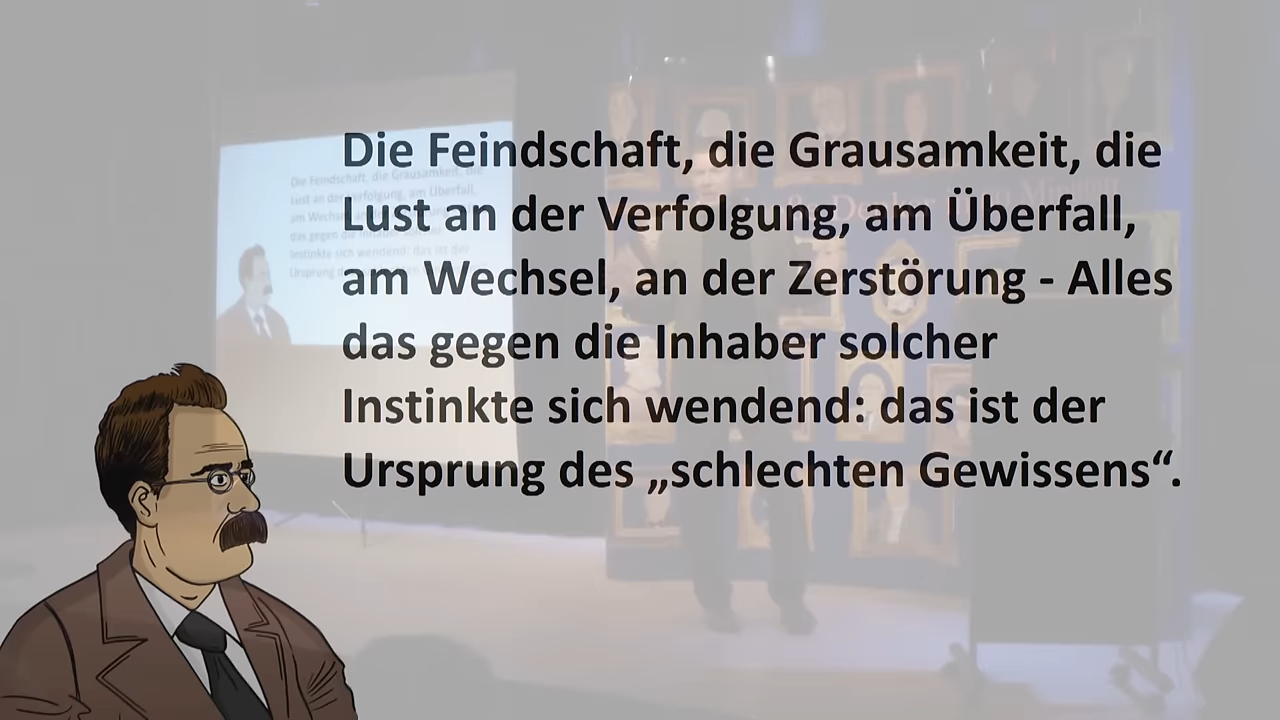 Die Feindschaft, die Grausamkeit, die
Lust an der Verfolgung, am Überfall,
am Wechsel, an der Zerstörung - Alles
das gegen die Inhaber solcher
Instinkte sich wendend: das ist der
Ursprung des „schlechten Gewissens“.